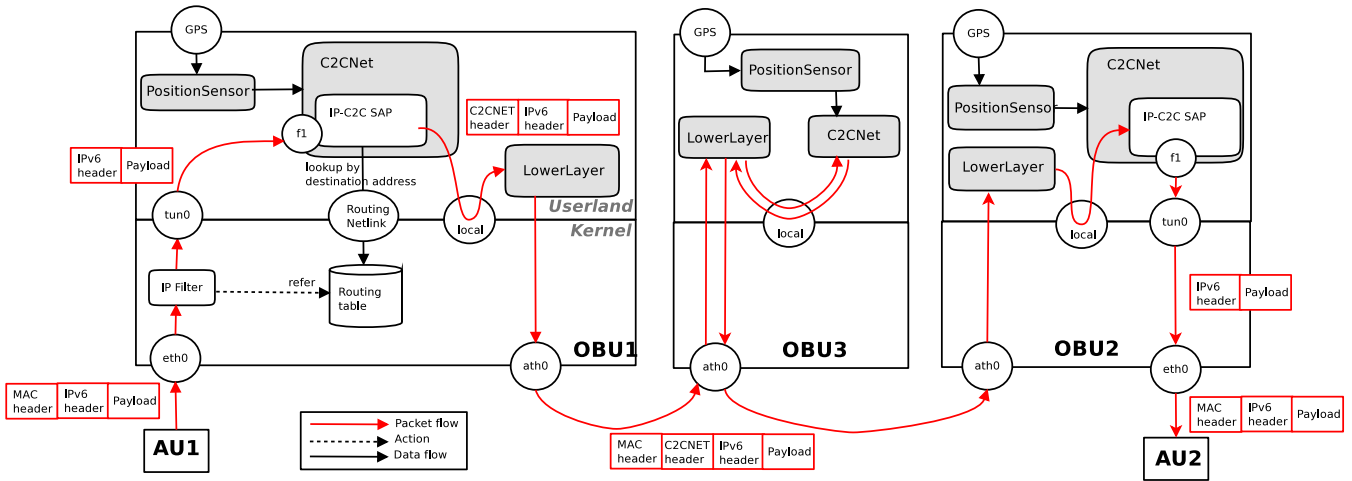 GPS
C2CNet
PositionSensor
IP-C2C SAP
f1
C2CNET
header
IPv6
header
Payload
IPv6
header
Payload
lookup by
destination address
LowerLayer
tun0
Routing
Netlink
local
Userland
Kernel
IP Filter
refer
Routing
table
eth0
ath0
OBU1
MAC
header
IPv6
header
Payload
AU1
Packet flow
Action
Data flow
GPS
PositionSensor
LowerLayer
C2CNet
local
OBU3
ath0
MAC
header
C2CNET
header
IPv6
header
Payload
GPS
C2CNet
PositionSensor
IP-C2C SAP
f1
LowerLayer
local
tun0
IPv6
header
Payload
OBU2
ath0
eth0
MAC
header
IPv6
header
Payload
AU2